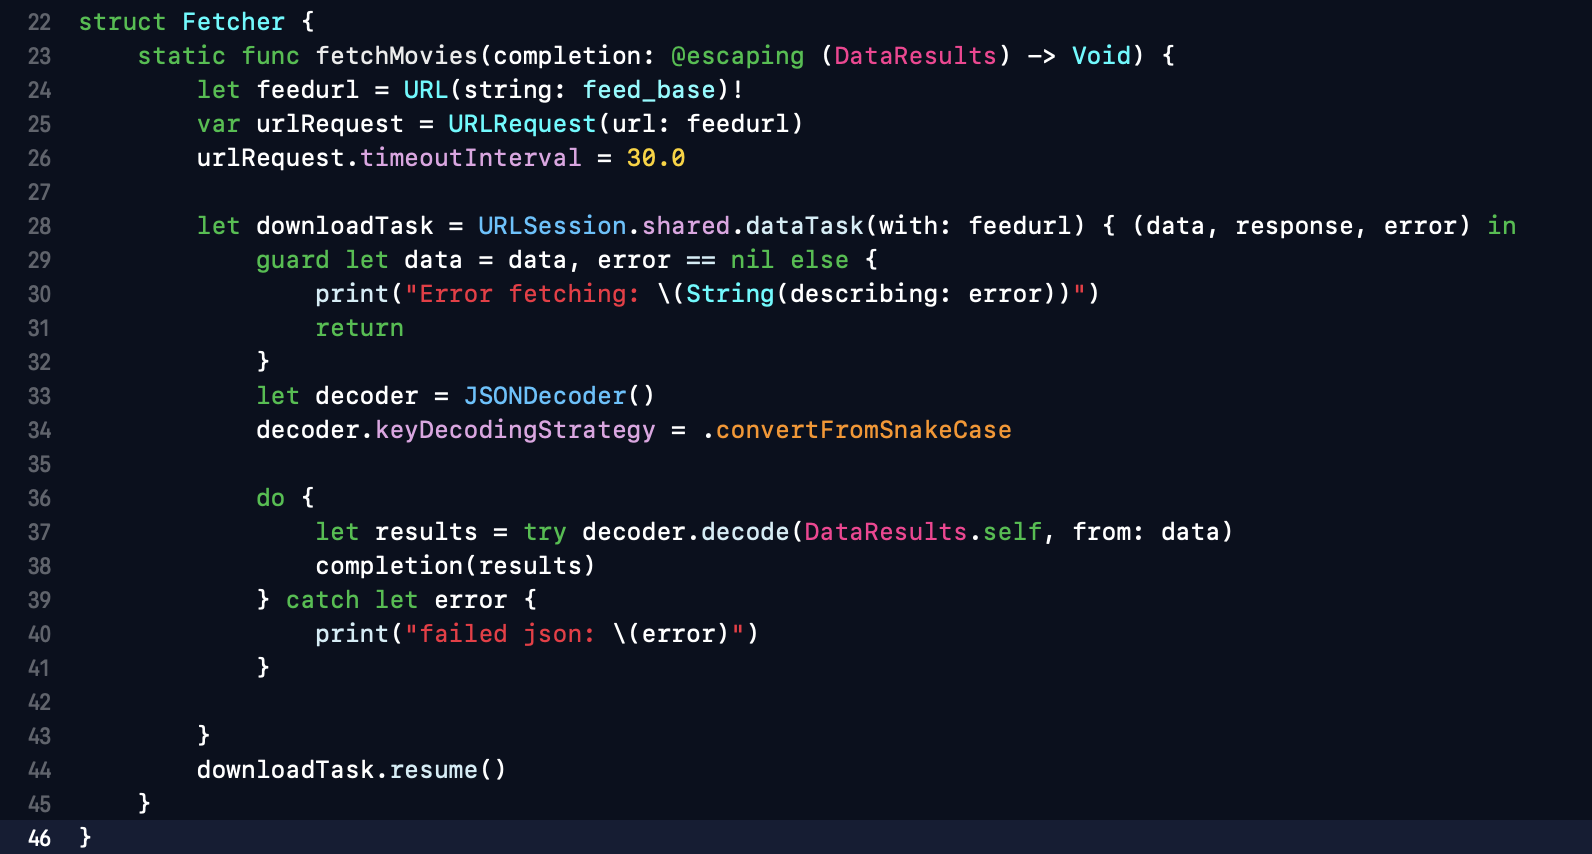 22 struct Fetcher {
23     static func fetchMovies(completion: @escaping (DataResults) -> Void) {
24         let feedurl = URL(string: feed_base)!
25         var urlRequest = URLRequest(url: feedurl)
26         urlRequest.timeoutInterval = 30.0
27
28         let downloadTask = URLSession.shared.dataTask(with: feedurl) { (data, response, error) in
29             guard let data = data, error == nil else {
30                 print("Error fetching: \(String(describing: error))")
31                 return
32             }
33             let decoder = JSONDecoder()
34             decoder.keyDecodingStrategy = .convertFromSnakeCase
35
36             do {
37                 let results = try decoder.decode(DataResults.self, from: data)
38                 completion(results)
39             } catch let error {
40                 print("failed json: \(error)")
41             }
42
43         }
44         downloadTask.resume()
45     }
46 }